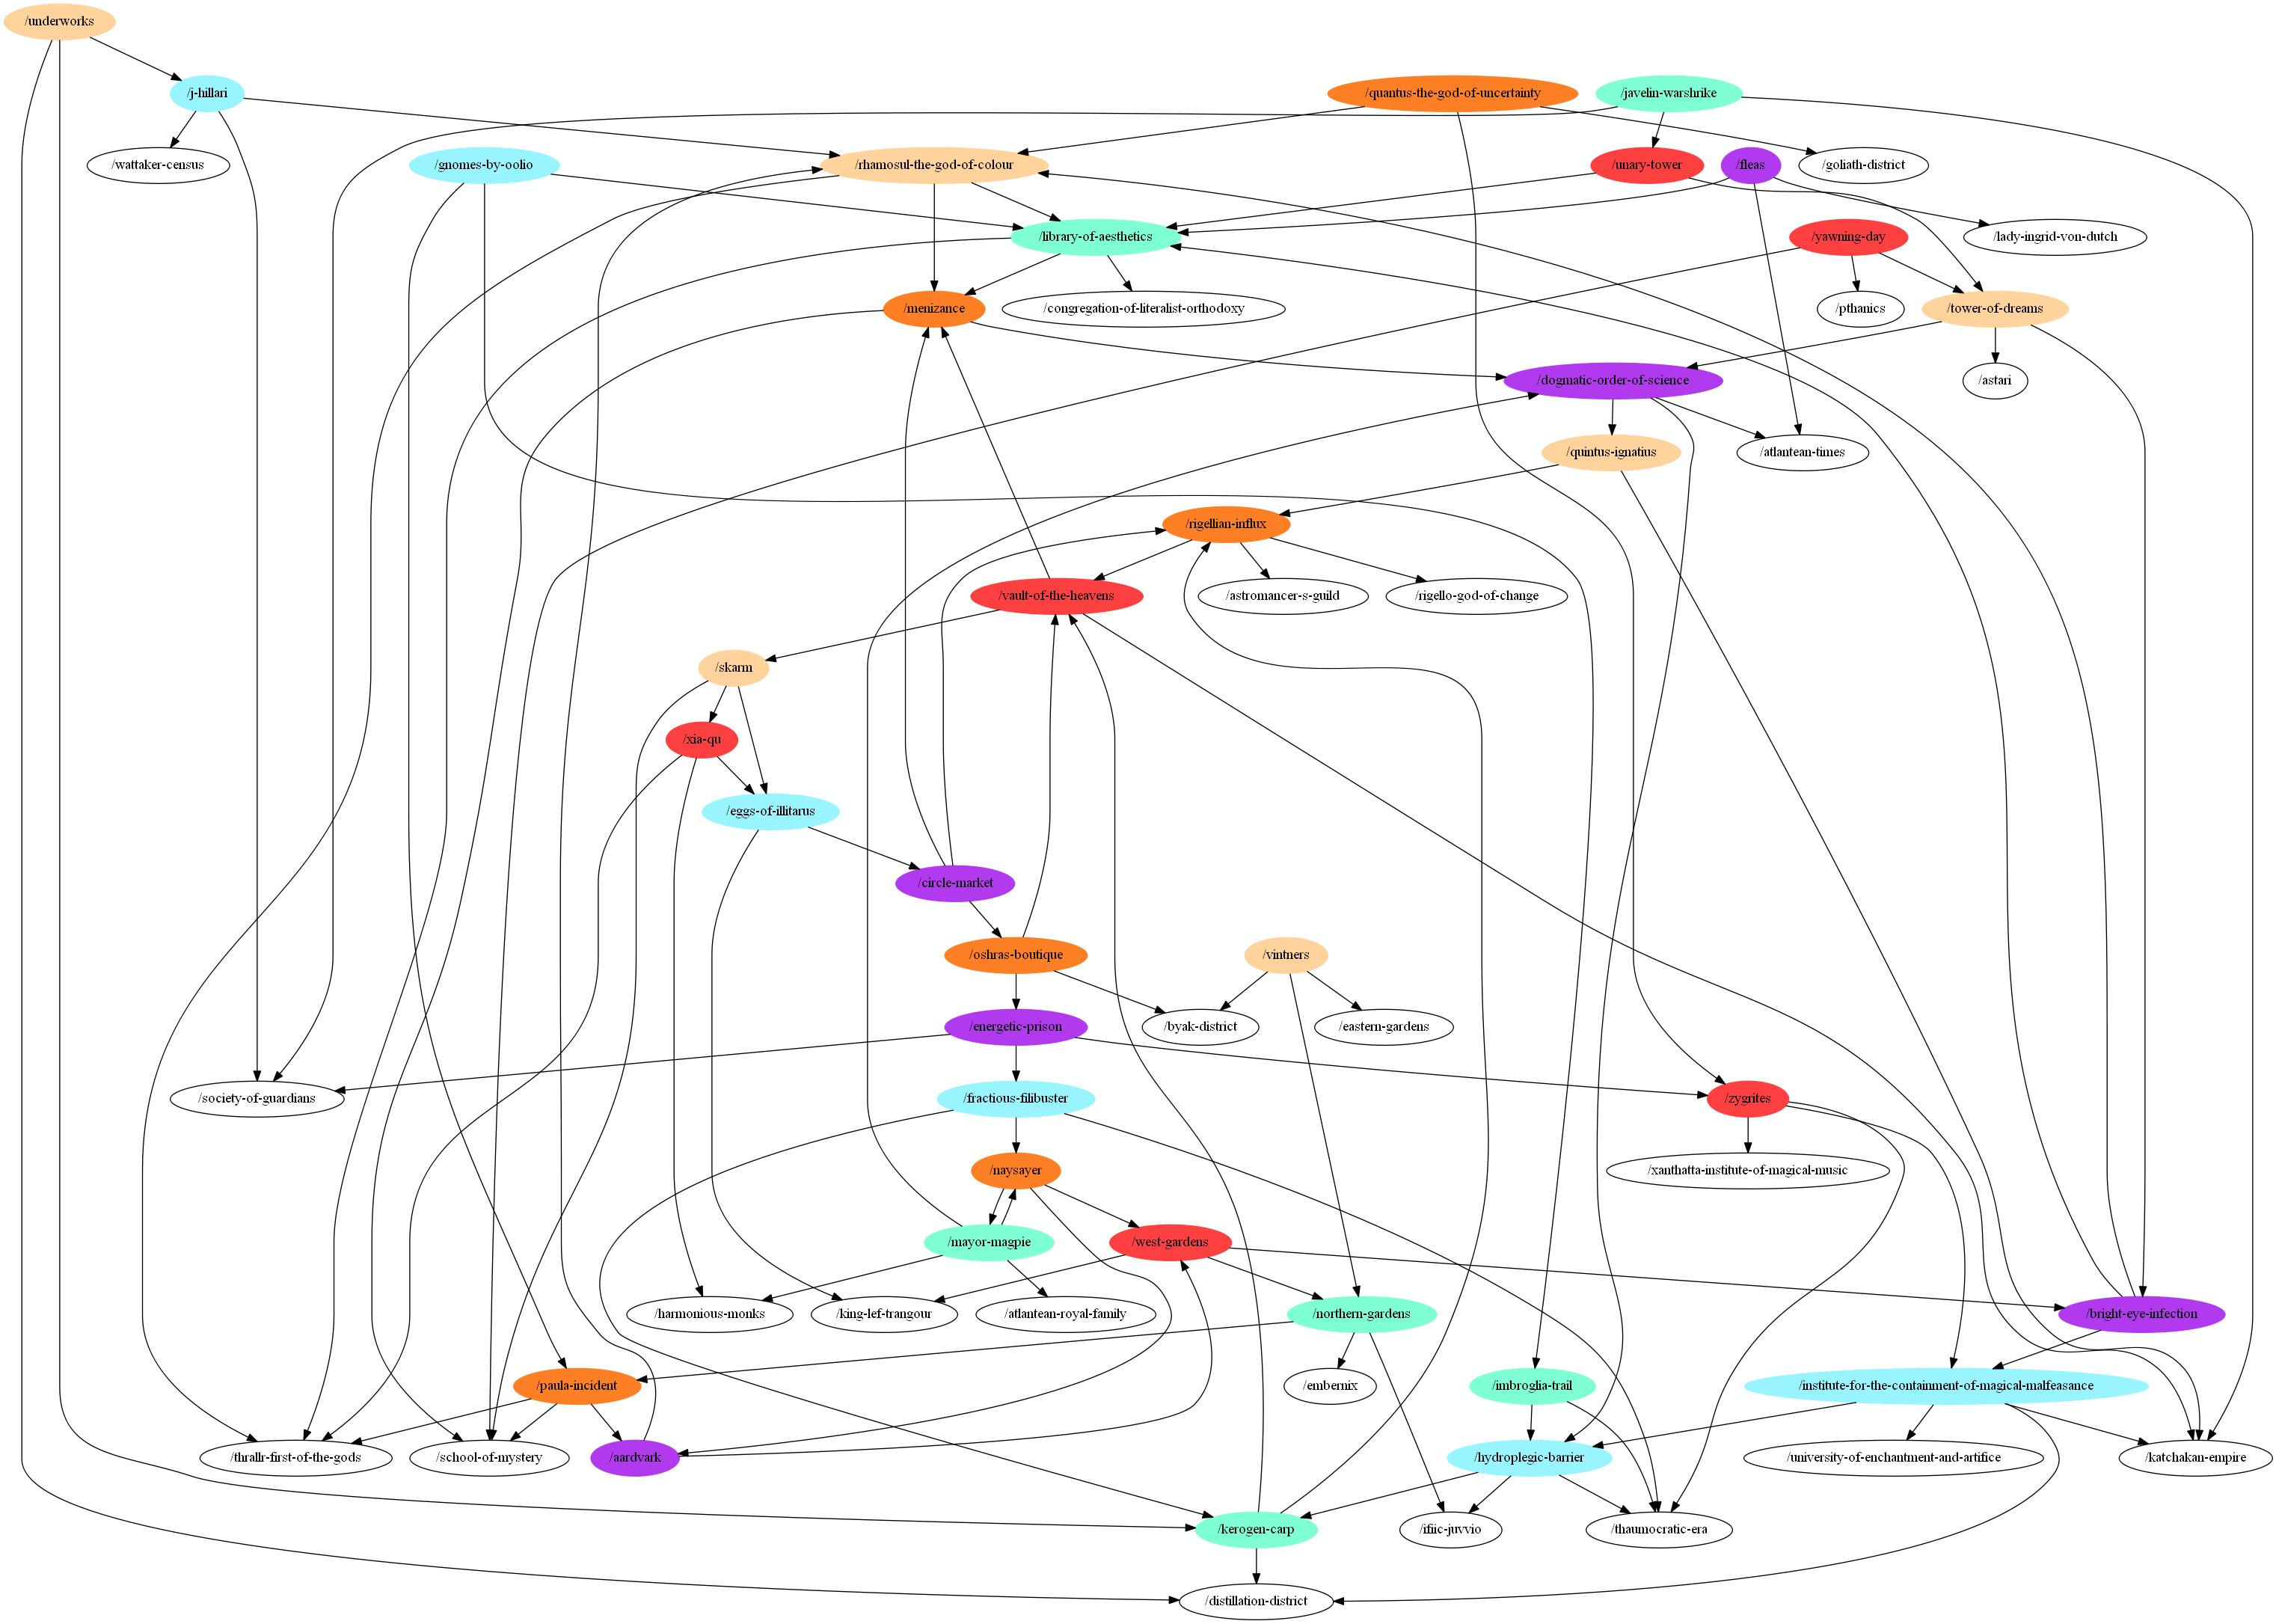 /underworks
/j-hillari
/quantus-the-god-of-uncertainty
/javelin-warshrike
/wattaker-census
/gnomes-by-oolio
/rhamosul-the-god-of-colour
/unary-tower
/fleas
/goliath-district
/library-of-aesthetics
/yawning-day
/lady-ingrid-von-dutch
/menizance
/congregation-of-literalist-orthodoxy
/pthanics
/tower-of-dreams
/dogmatic-order-of-science
/astari
/quintus-ignatius
/atlantean-times
/rigellian-influx
/vault-of-the-heavens
/astromancer-s-guild
/rigello-god-of-change
/skarm
/xia-qu
/eggs-of-illitarus
/circle-market
/oshras-boutique
/vintners
/energetic-prison
/byak-district
/eastern-gardens
/society-of-guardians
/fractious-filibuster
/zygrites
/naysayer
/xanthatta-institute-of-magical-music
/mayor-magpie
/west-gardens
/harmonious-monks
/king-lef-trangour
/atlantean-royal-family
/northern-gardens
/bright-eye-infection
/paula-incident
/embernix
/imbroglia-trail
/institute-for-the-containment-of-magical-malfeasance
/thrallr-first-of-the-gods
/school-of-mystery
/aardvark
/hydroplegic-barrier
/university-of-enchantment-and-artifice
/katchakan-empire
/kerogen-carp
/ifiic-juvvio
/thaumocratic-era
/distillation-district